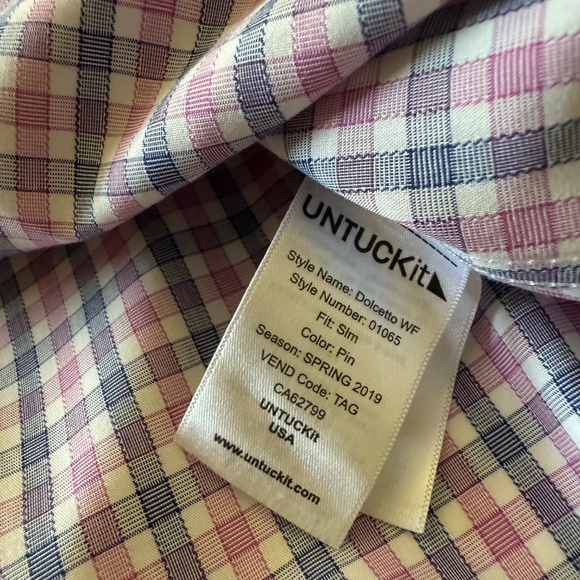 UNTUCKit
Style Name: Dolcetto WF
Style Number: 01065
Fit: Slm
Color: Pin
Season: SPRING 2019
VEND Code: TAG
CA62799
UNTUCKit
USA
www.untuckit.com